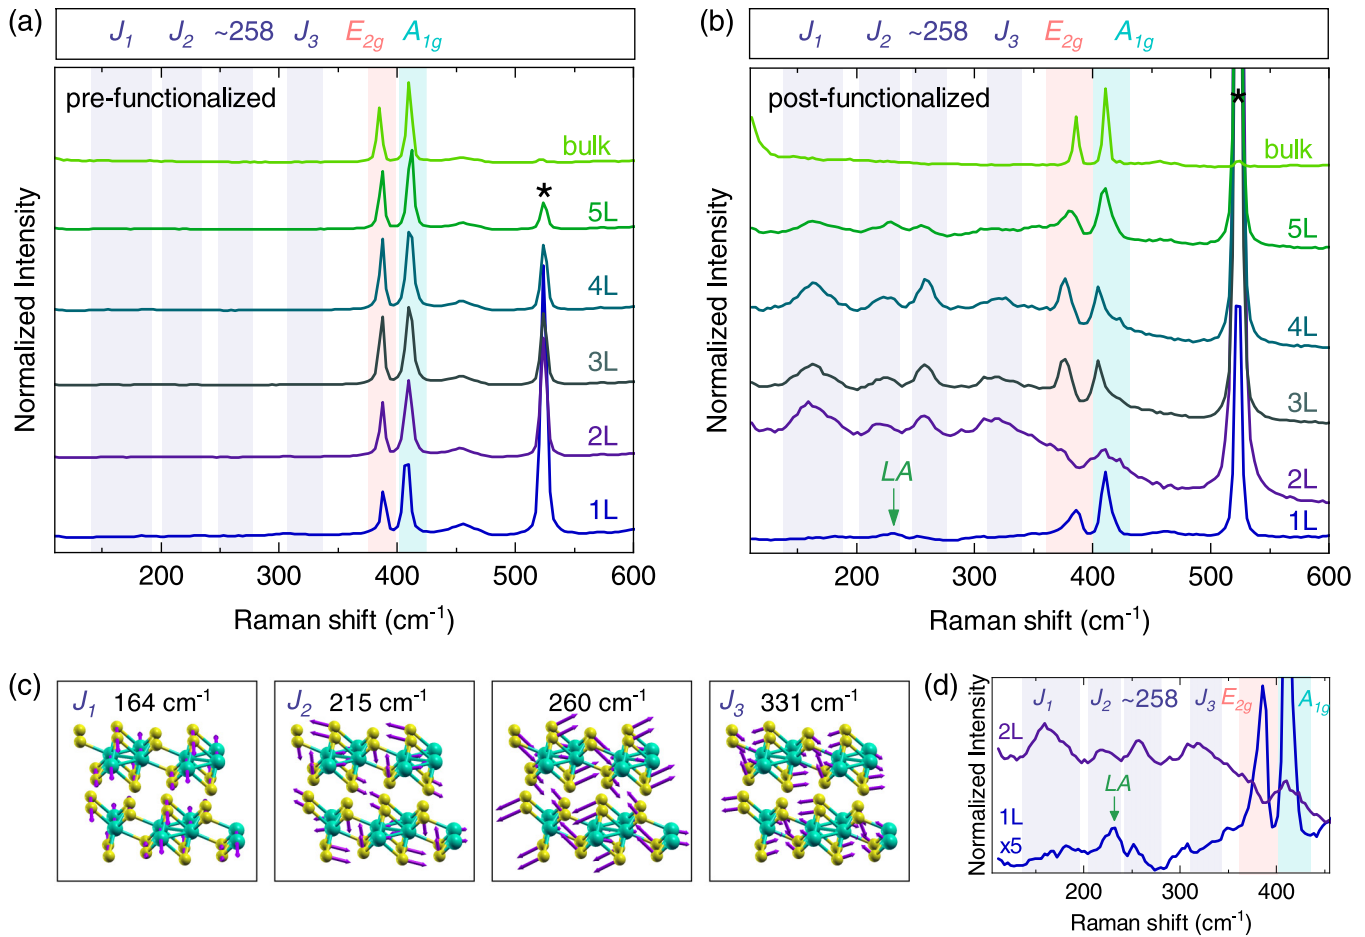 (a)
J1 J2 ~258 J3 E2g A1g
pre-functionalized
bulk
*
5L
4L
3L
2L
1L
Normalized Intensity
200 300 400 500 600
Raman shift (cm-1)
(b)
J1 J2 ~258 J3 E2g A1g
post-functionalized
*
bulk
5L
4L
3L
2L
LA
1L
Normalized Intensity
200 300 400 500 600
Raman shift (cm-1)
(c)
J1 164 cm-1
J2 215 cm-1
260 cm-1
J3 331 cm-1
(d)
J1 J2 ~258 J3 E2g A1g
2L
LA
1L
x5
Normalized Intensity
200 300 400
Raman shift (cm-1)